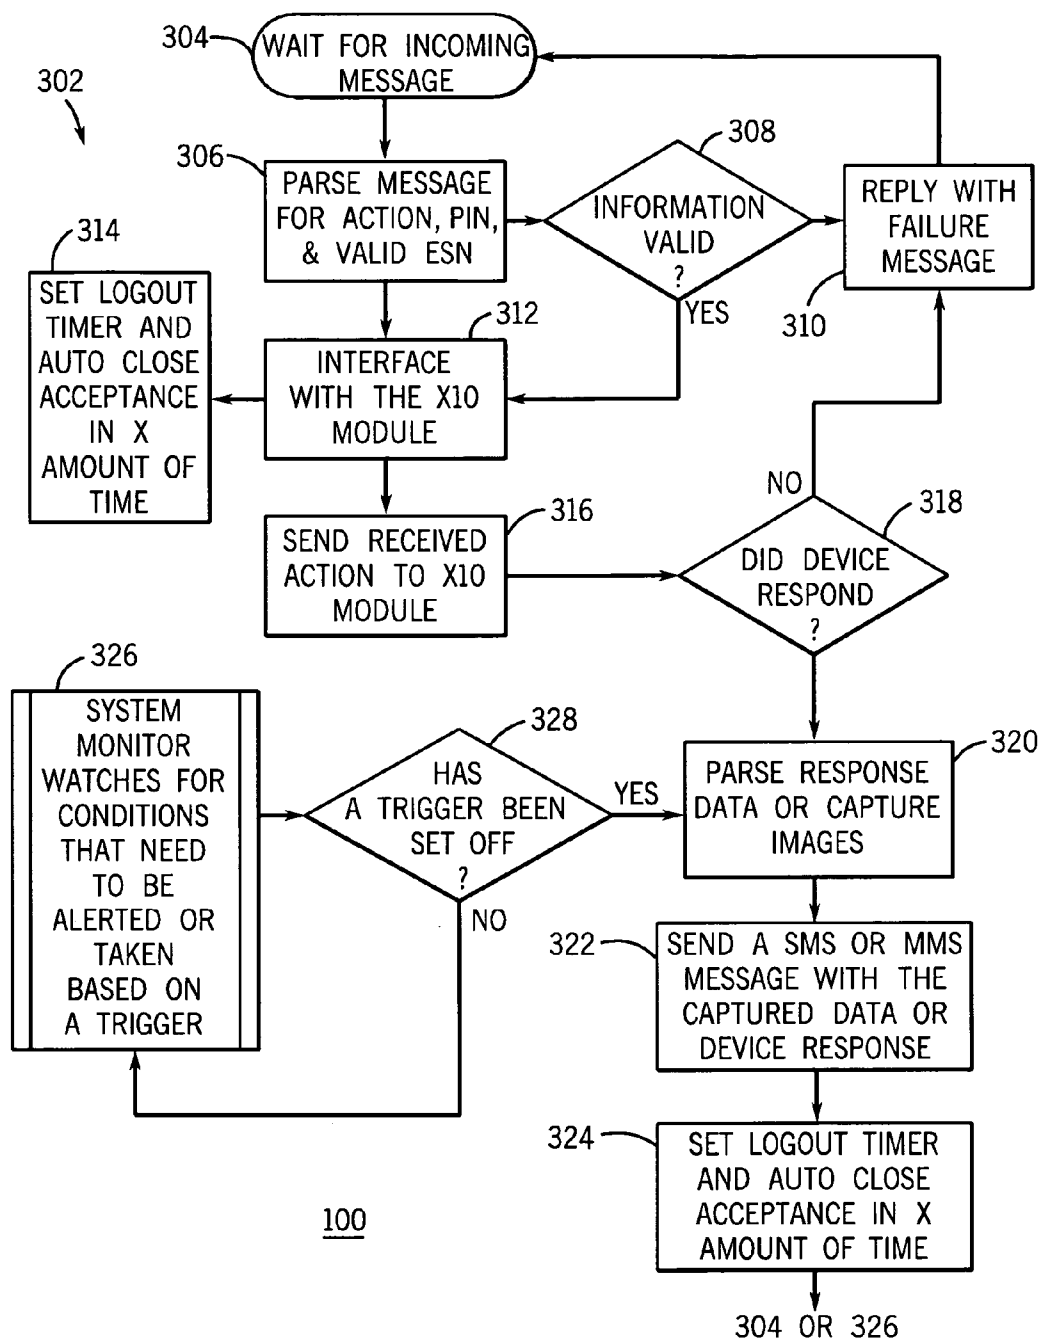 304
WAIT FOR INCOMING
MESSAGE
302
306
PARSE MESSAGE
FOR ACTION, PIN,
& VALID ESN
308
INFORMATION
VALID
?
YES
REPLY WITH
FAILURE
MESSAGE
310
314
SET LOGOUT
TIMER AND
AUTO CLOSE
ACCEPTANCE
IN X
AMOUNT OF
TIME
312
INTERFACE
WITH THE X10
MODULE
316
SEND RECEIVED
ACTION TO X10
MODULE
NO
318
DID DEVICE
RESPOND
?
326
SYSTEM
MONITOR
WATCHES FOR
CONDITIONS
THAT NEED
TO BE
ALERTED OR
TAKEN
BASED ON
A TRIGGER
328
HAS
A TRIGGER BEEN
SET OFF
?
YES
NO
320
PARSE RESPONSE
DATA OR CAPTURE
IMAGES
322
SEND A SMS OR MMS
MESSAGE WITH THE
CAPTURED DATA OR
DEVICE RESPONSE
324
SET LOGOUT TIMER
AND AUTO CLOSE
ACCEPTANCE IN X
AMOUNT OF TIME
100
304 OR 326